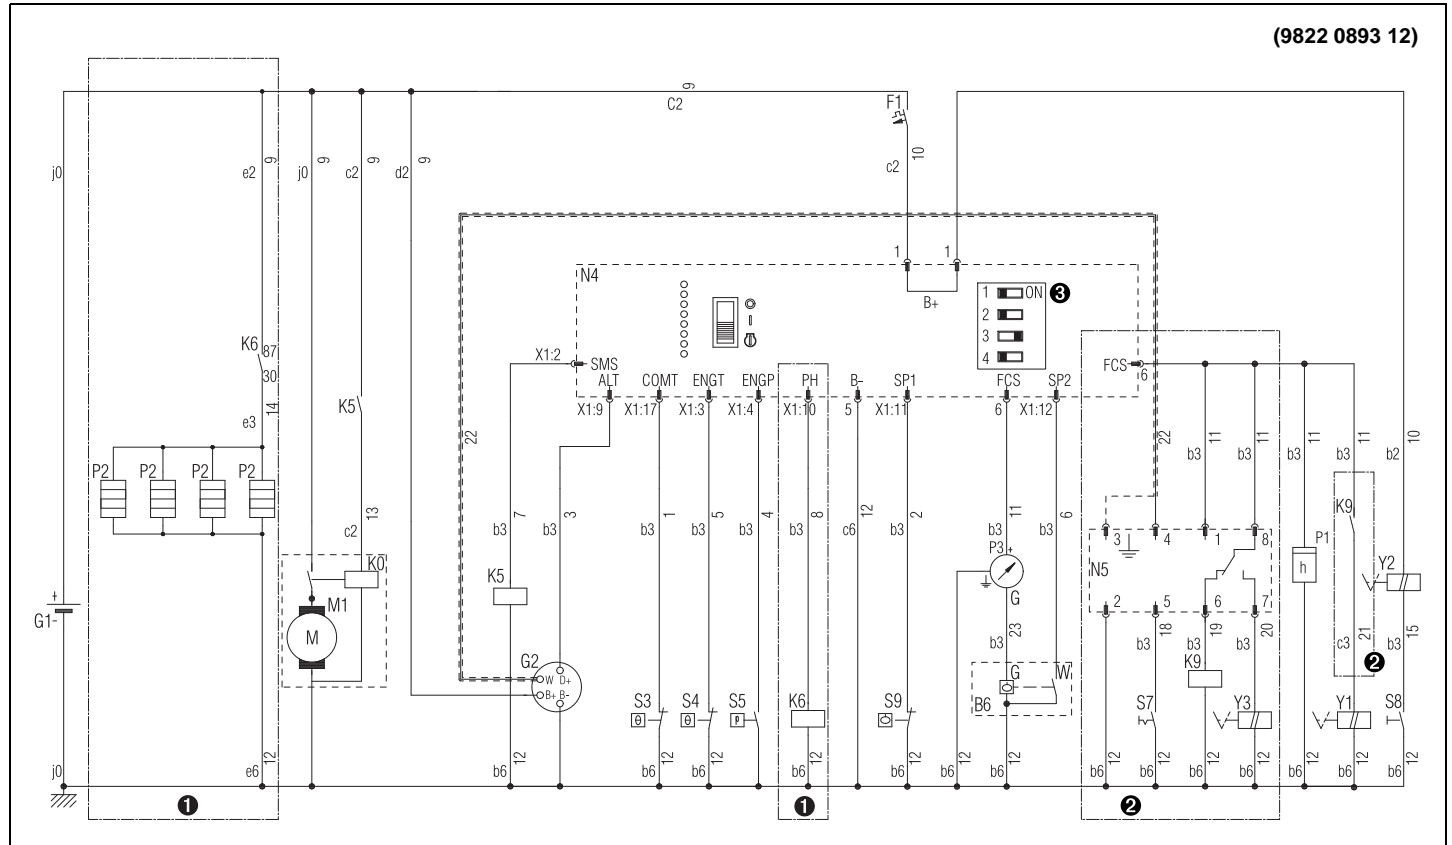 (9822 0893 12)
9
C2
F1
10
c2
j0
e2
9
j0
9
c2
9
d2
9
1
1
N4
B+
1
ON
❸
2
3
4
K6
87
30
X1:2
SMS
FCS
6
ALT
COMT
ENGT
ENGP
PH
B-
SP1
FCS
SP2
X1:9
X1:17
X1:3
X1:4
X1:10
5
X1:11
6
X1:12
14
e3
K5
22
22
b3
11
b3
11
b3
11
b3
11
b2
10
P2
P2
P2
P2
c2
13
b3
7
b3
3
b3
1
b3
5
b3
4
b3
8
c6
12
b3
2
b3
11
b3
6
K9
3
4
1
8
P1
h
N5
P3
+
G
Y2
K0
M1
M
K5
G1
+
-
2
5
6
7
18
b3
19
b3
20
b3
23
b3
c3
21
❷
b3
15
G2
W
D+
B+
B-
G
W
B6
K9
S3
θ
S4
θ
S5
p
K6
S9
S7
Y3
Y1
S8
j0
e6
12
b6
12
b6
12
b6
12
b6
12
b6
12
b6
12
b6
12
b6
12
b6
12
b6
12
b6
12
b6
12
b6
12
b6
12
❶
❶
❷